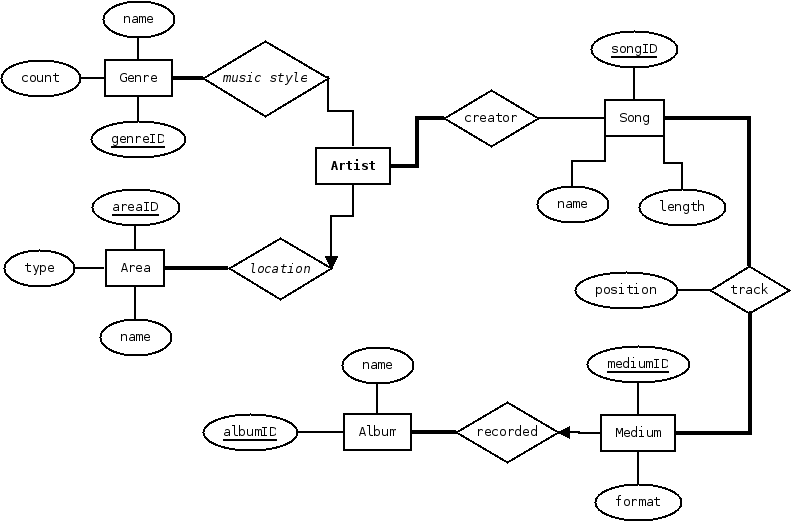 name
count
Genre
music style
genreID
songID
creator
Song
Artist
name
length
areaID
type
Area
location
name
position
track
name
mediumID
albumID
Album
recorded
Medium
format